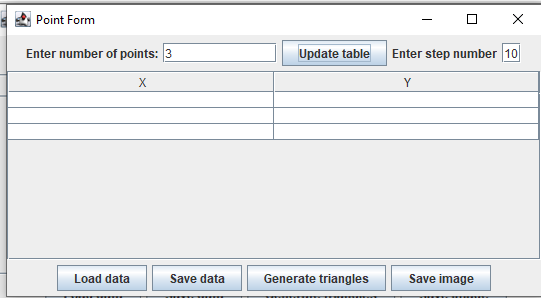 Point Form
Enter number of points: 3 Update table Enter step number 10
X Y
Load data Save data Generate triangles Save image